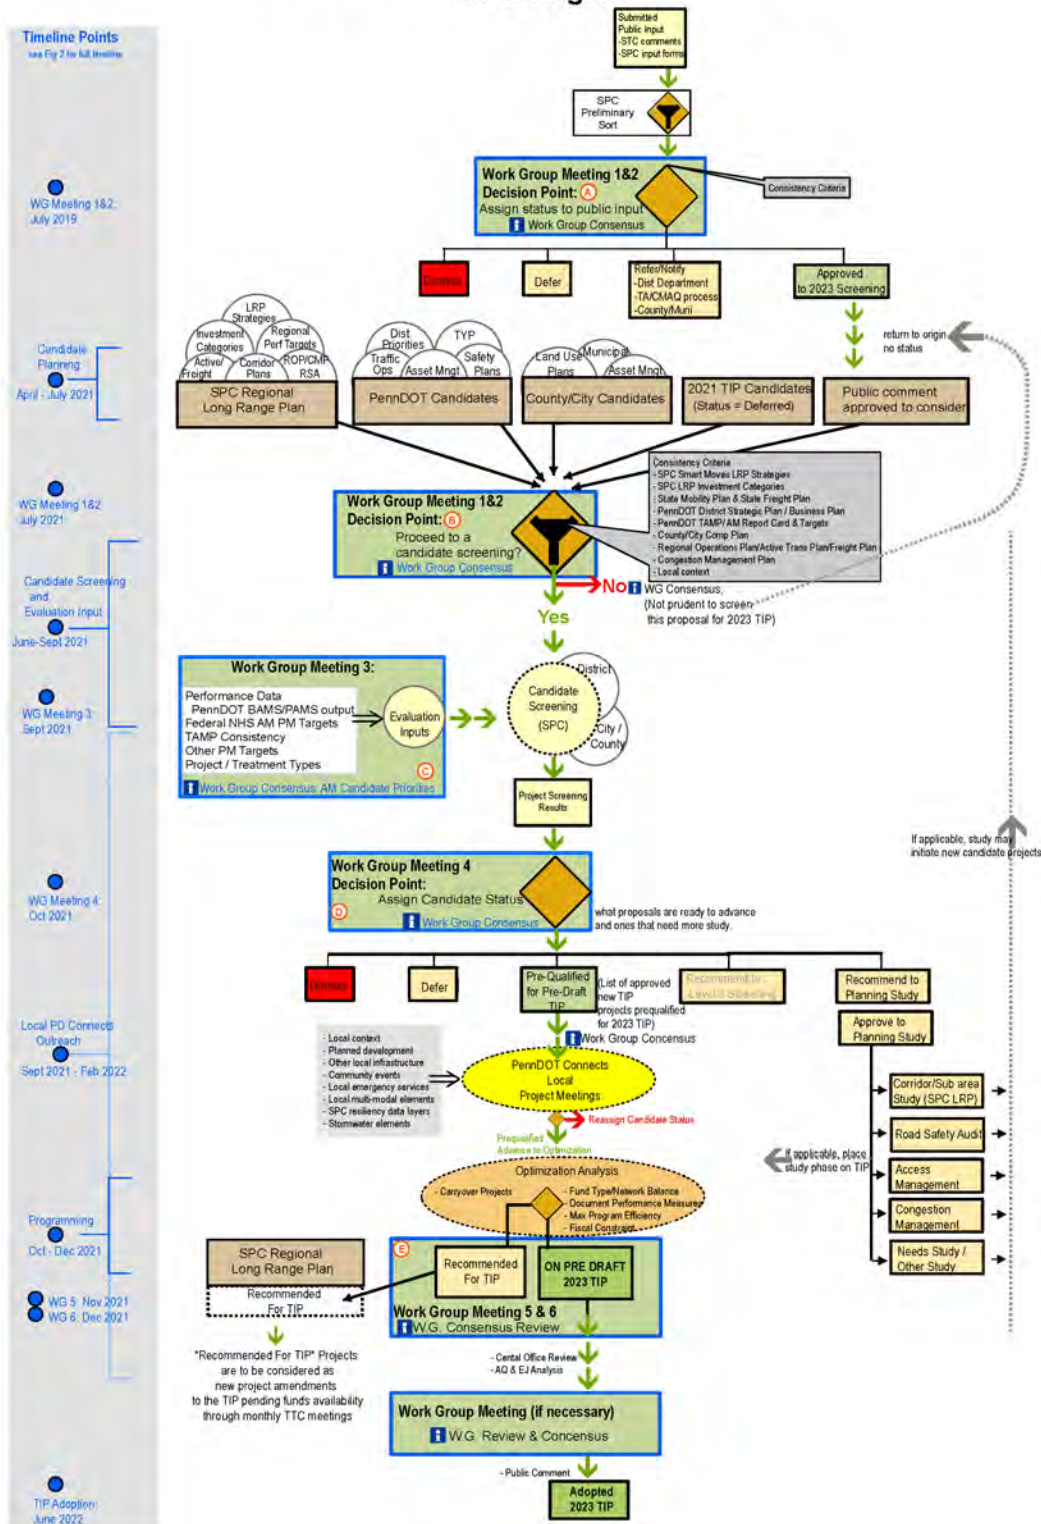 Timeline Points
see Fig 2 for full timeline
Submitted
Public Input
-STC comments
-SPC input forms
SPC
Preliminary
Sort
Work Group Meeting 1&2
Decision Point: A
Assign status to public input
i Work Group Consensus
Consistency Criteria
WG Meeting 1&2:
July 2019
Dismiss
Defer
Refer/Notify
- Dist Department
- TA/CMAQ process
- County/Muni
Approved
to 2023 Screening
return to origin
no status
LRP
Strategies
Investment
Categories
Regional
Perf Targets
Active/
Freight
Corridor
Plans
ROP/CMP
RSA
SPC Regional
Long Range Plan
Dist
Priorities
TYP
Traffic
Ops
Asset Mngt
Safety
Plans
PennDOT Candidates
Land Use
Plans
Municipal
Asset Mngt
County/City Candidates
2021 TIP Candidates
(Status = Deferred)
Public comment
approved to consider
Candidate
Planning
April - July 2021
WG Meeting 1&2
July 2021
Work Group Meeting 1&2
Decision Point: B
Proceed to a
candidate screening?
i Work Group Consensus
Consistency Criteria
- SPC Smart Moves LRP Strategies
- SPC LRP Investment Categories
- State Mobility Plan & State Freight Plan
- PennDOT District Strategic Plan / Business Plan
- PennDOT TAMP/ AM Report Card & Targets
- County/City Comp Plan
- Regional Operations Plan/Active Trans Plan/Freight Plan
- Congestion Management Plan
- Local context
No
i WG Consensus,
(Not prudent to screen
this proposal for 2023 TIP)
Yes
Candidate Screening
and
Evaluation Input
June-Sept 2021
WG Meeting 3:
Sept 2021
Work Group Meeting 3:
Performance Data
PennDOT BAMS/PAMS output
Federal NHS AM PM Targets
TAMP Consistency
Other PM Targets
Project / Treatment Types
Evaluation
Inputs
C
i Work Group Consensus: AM Candidate Priorities
Candidate
Screening
(SPC)
District
City /
County
Project Screening
Results
If applicable, study may
initiate new candidate projects
WG Meeting 4:
Oct 2021
Work Group Meeting 4
Decision Point:
Assign Candidate Status
D
i Work Group Consensus
what proposals are ready to advance
and ones that need more study.
Dismiss
Defer
Pre-Qualified
for Pre-Draft
TIP
(List of approved
new TIP
projects prequalified
for 2023 TIP)
Recommend to
Level II Screening
Recommend to
Planning Study
Approve to
Planning Study
i Work Group Concensus
Local PD Connects
Outreach
Sept 2021 - Feb 2022
- Local context
- Planned development
- Other local infrastructure
- Community events
- Local emergency services
- Local multi-modal elements
- SPC resiliency data layers
- Stormwater elements
PennDOT Connects
Local
Project Meetings
Reassign Candidate Status
Prequalified
Advance to Optimization
Corridor/Sub area
Study (SPC LRP)
Road Safety Audit
Access
Management
Congestion
Management
Needs Study /
Other Study
If applicable, place
study phase on TIP
Optimization Analysis
- Carryover Projects
- Fund Type/Network Balance
- Document Performance Measures
- Max Program Efficiency
- Fiscal Constraint
Programming
Oct - Dec 2021
WG 5: Nov 2021
WG 6: Dec 2021
SPC Regional
Long Range Plan
Recommended
For TIP
E
Recommended
For TIP
ON PRE DRAFT
2023 TIP
Work Group Meeting 5 & 6
i W.G. Consensus Review
"Recommended For TIP" Projects
are to be considered as
new project amendments
to the TIP pending funds availability
through monthly TTC meetings
- Cental Office Review
- AQ & EJ Analysis
Work Group Meeting (if necessary)
i W.G. Review & Concensus
- Public Comment
Adopted
2023 TIP
TIP Adoption:
June 2022